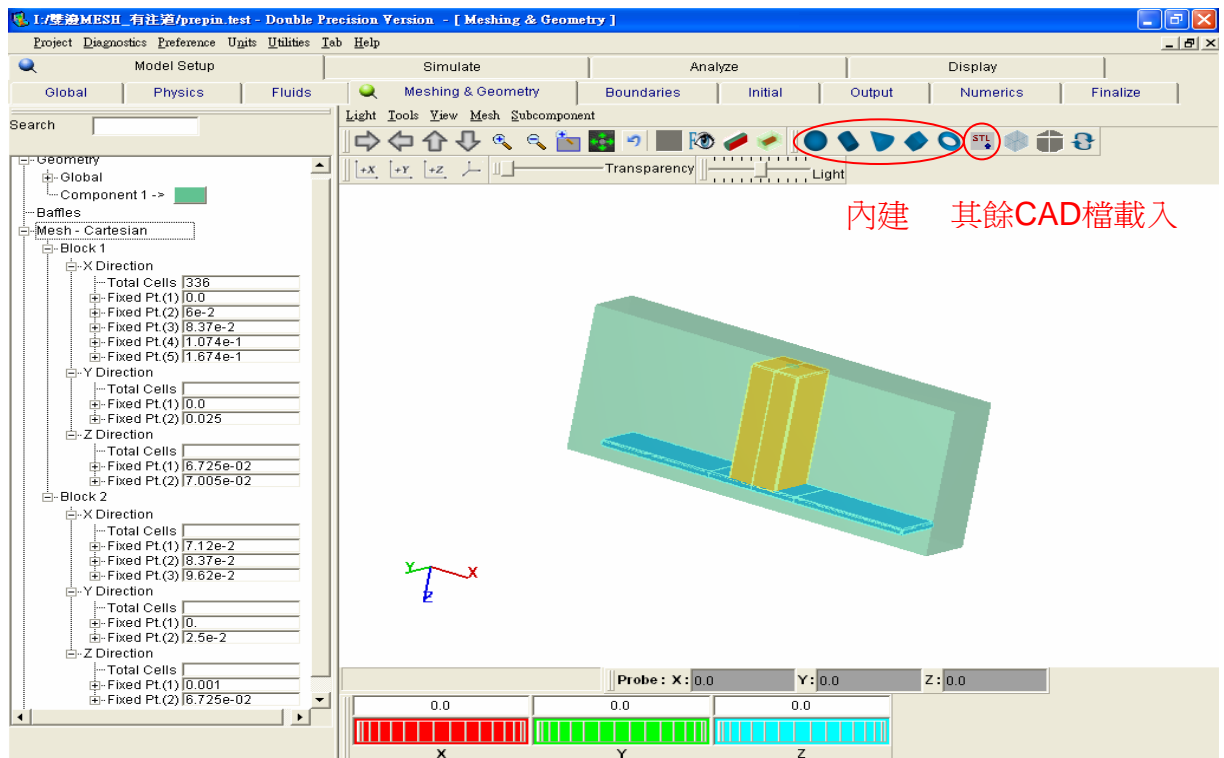 I:/雙澆MESH_有注道/prepin.test - Double Precision Version - [ Meshing & Geometry ]
Project Diagnostics Preference Units Utilities Tab Help
Model Setup Simulate Analyze Display
Global Physics Fluids Meshing & Geometry Boundaries Initial Output Numerics Finalize
Search
Light Tools View Mesh Subcomponent
STL
+X +Y +Z Transparency Light
內建 其餘CAD檔載入
Geometry
Global
Component 1 ->
Baffles
Mesh - Cartesian
Block 1
X Direction
Total Cells 336
Fixed Pt.(1) 0.0
Fixed Pt.(2) 6e-2
Fixed Pt.(3) 8.37e-2
Fixed Pt.(4) 1.074e-1
Fixed Pt.(5) 1.674e-1
Y Direction
Total Cells
Fixed Pt.(1) 0.0
Fixed Pt.(2) 0.025
Z Direction
Total Cells
Fixed Pt.(1) 6.725e-02
Fixed Pt.(2) 7.005e-02
Block 2
X Direction
Total Cells
Fixed Pt.(1) 7.12e-2
Fixed Pt.(2) 8.37e-2
Fixed Pt.(3) 9.62e-2
Y Direction
Total Cells
Fixed Pt.(1) 0.
Fixed Pt.(2) 2.5e-2
Z Direction
Total Cells
Fixed Pt.(1) 0.001
Fixed Pt.(2) 6.725e-02
Y X
Z
Probe : X: 0.0 Y: 0.0 Z: 0.0
0.0 0.0 0.0
X Y Z